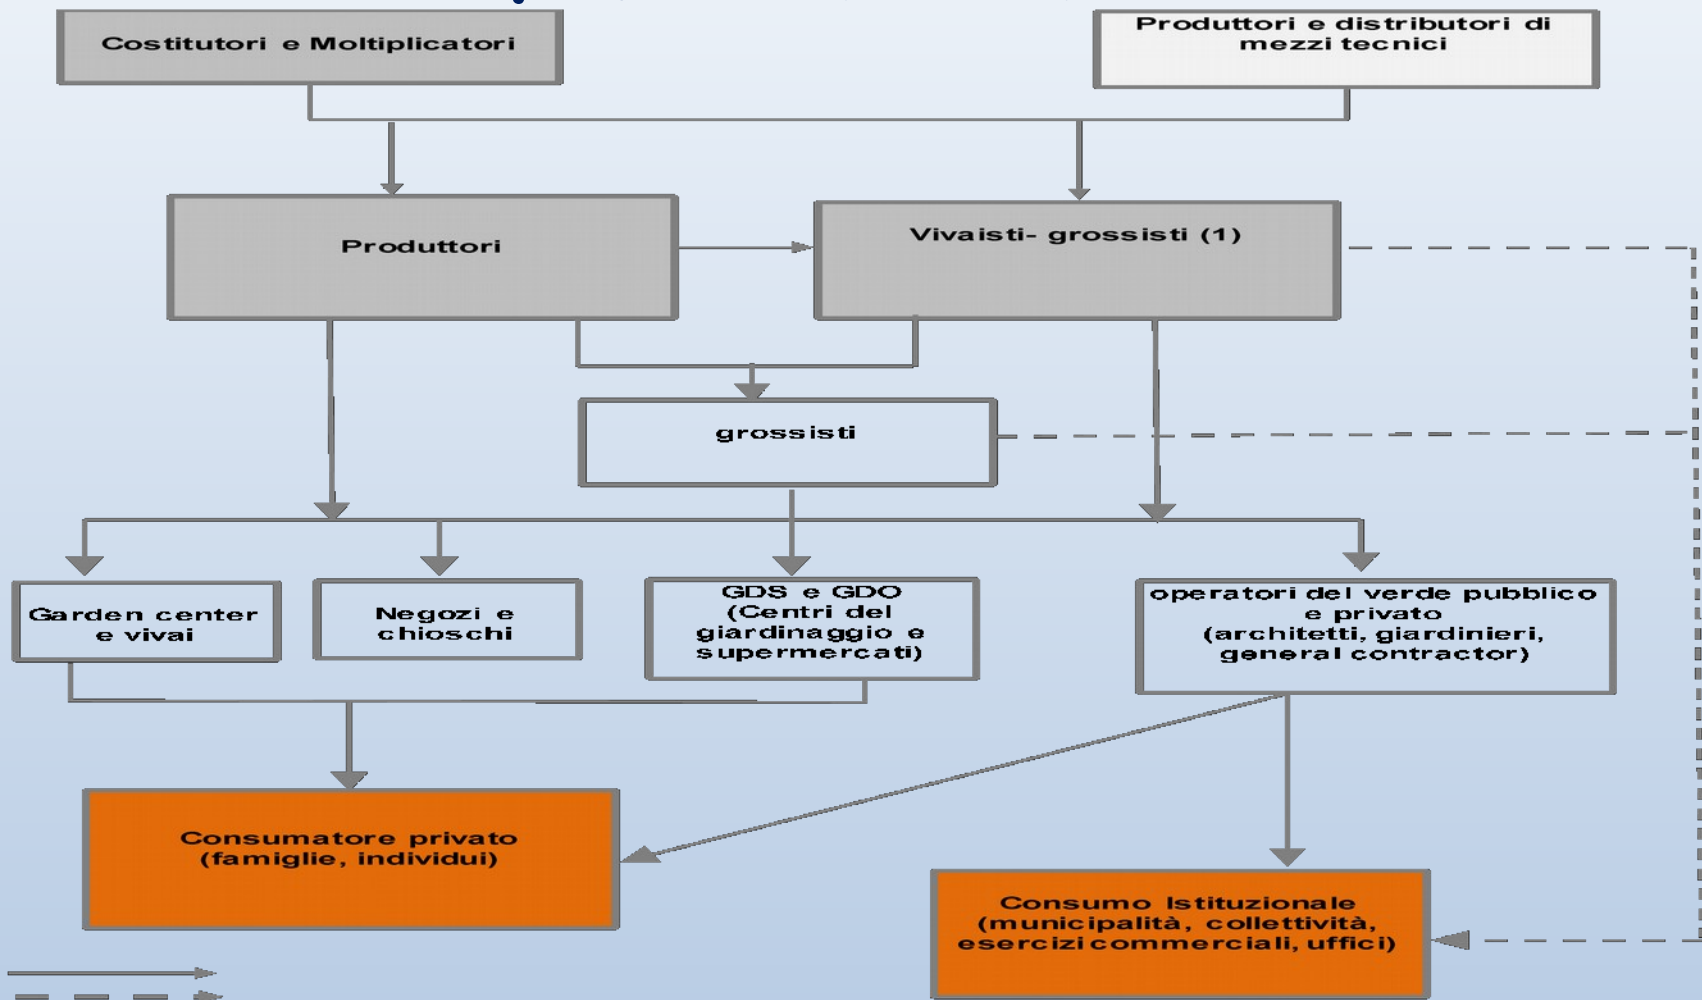 Costitutori e Moltiplicatori
Produttori e distributori di
mezzi tecnici
Produttori
Vivaisti- grossisti (1)
grossisti
Garden center
e vivai
Negozi e
chioschi
GDS e GDO
(Centri del
giardinaggio e
supermercati)
operatori del verde pubblico
e privato
(architetti, giardinieri,
general contractor)
Consumatore privato
(famiglie, individui)
Consumo Istituzionale
(municipalità, collettività,
esercizi commerciali, uffici)